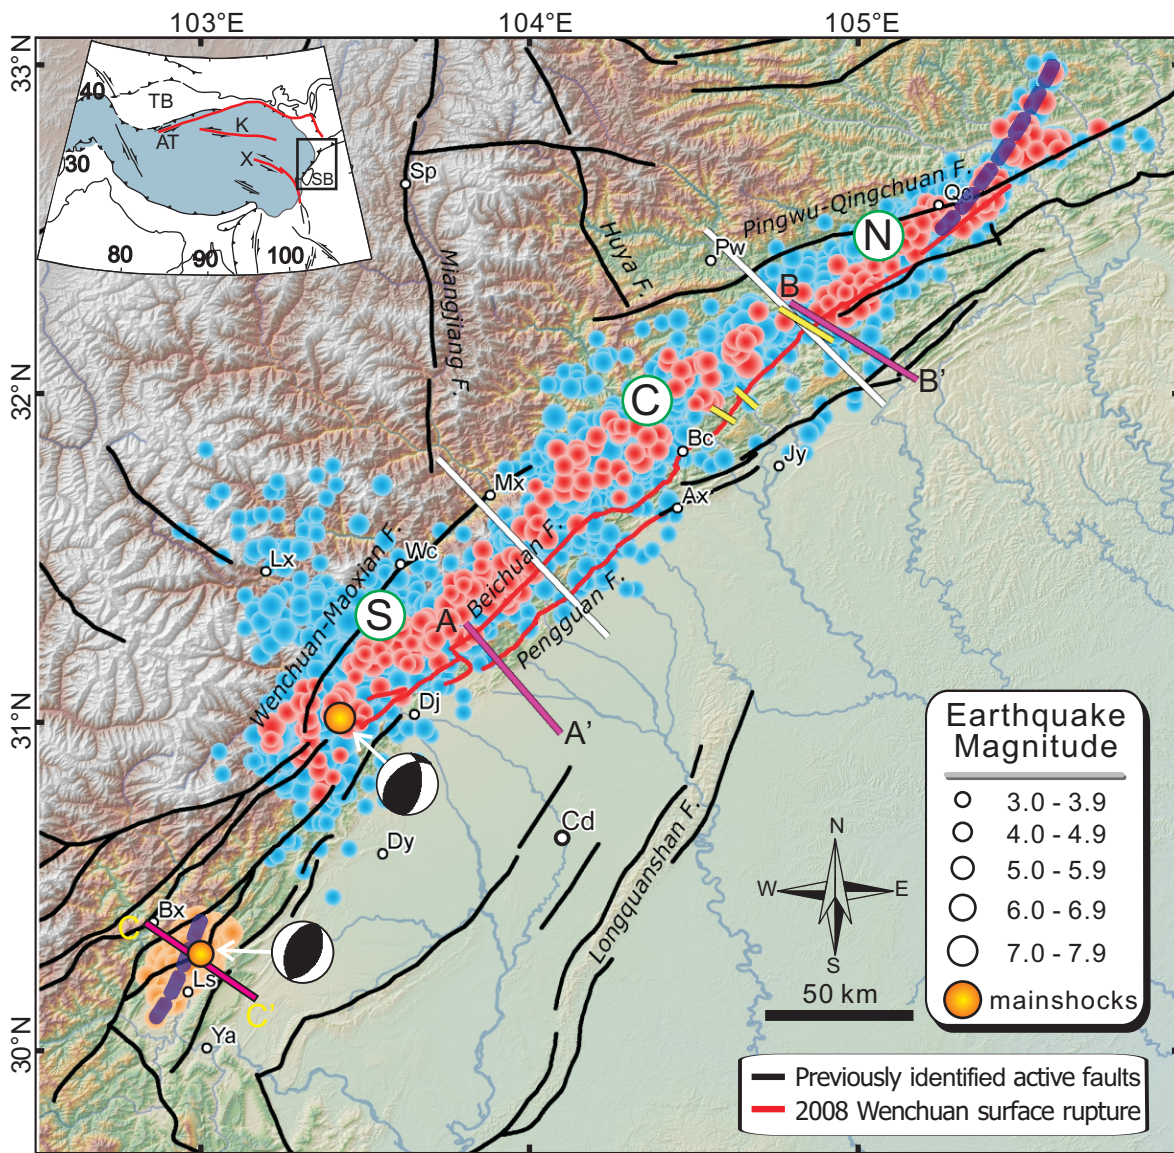 103°E
104°E
105°E
33°N
32°N
31°N
30°N
40
30
80
90
100
TB
AT
K
X
SB
Sp
Minjiang F.
Huya F.
Pingwu-Qingchuan F.
Qc
Pw
N
B
B'
C
Bc
Jy
Ax
Mx
Wc
Lx
Wenchuan-Maoxian F.
S
Beichuan F.
A
Pengguan F.
A'
Dj
Cd
Dy
Longquanshan F.
Bx
C
C'
Ls
Ya
Earthquake
Magnitude
3.0 - 3.9
4.0 - 4.9
5.0 - 5.9
6.0 - 6.9
7.0 - 7.9
mainshocks
N
W
E
S
50 km
Previously identified active faults
2008 Wenchuan surface rupture